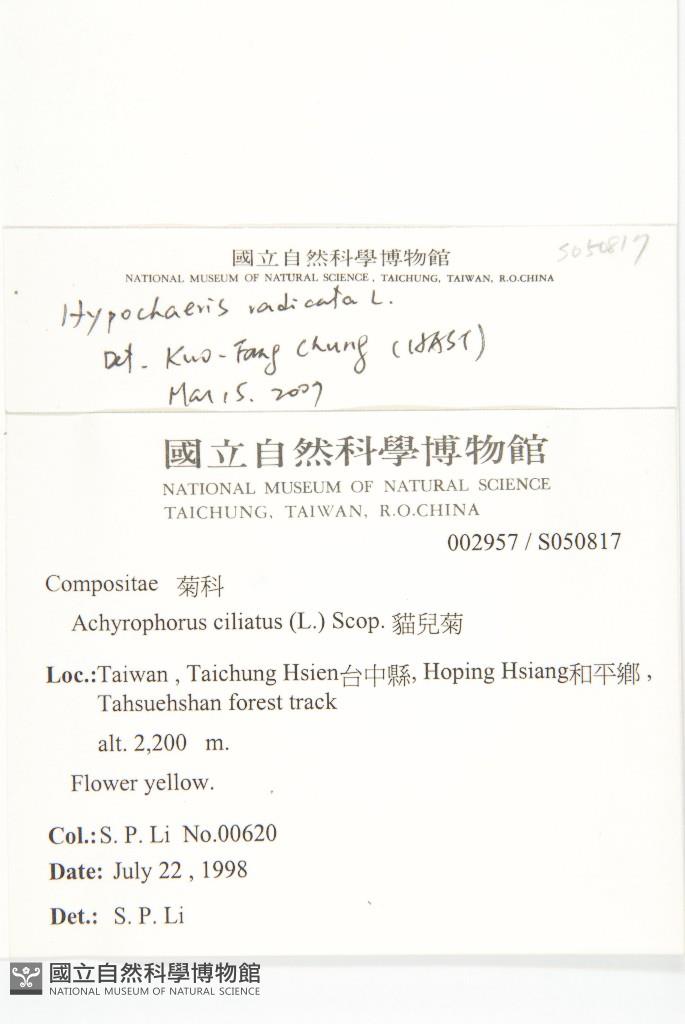 S050817
國立自然科學博物館
NATIONAL MUSEUM OF NATURAL SCIENCE, TAICHUNG, TAIWAN, R.O.CHINA
Hypochaeris radicata L.
Det. Kuo-Fang Chung (HAST)
Mar 15. 2007
國立自然科學博物館
NATIONAL MUSEUM OF NATURAL SCIENCE
TAICHUNG, TAIWAN, R.O.CHINA
002957 / S050817
Compositae 菊科
Achyrophorus ciliatus (L.) Scop. 貓兒菊
Loc.:Taiwan , Taichung Hsien台中縣, Hoping Hsiang和平鄉 ,
Tahsuehshan forest track
alt. 2,200 m.
Flower yellow.
Col.:S. P. Li No.00620
Date: July 22 , 1998
Det.: S. P. Li
國立自然科學博物館
NATIONAL MUSEUM OF NATURAL SCIENCE